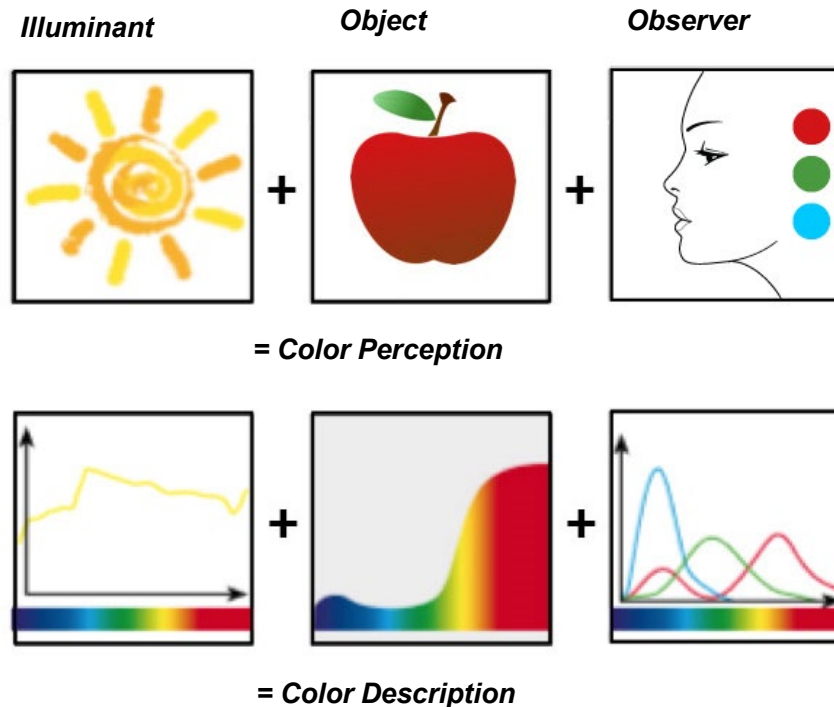 Illuminant
Object
Observer
+
+
= Color Perception
+
+
= Color Description